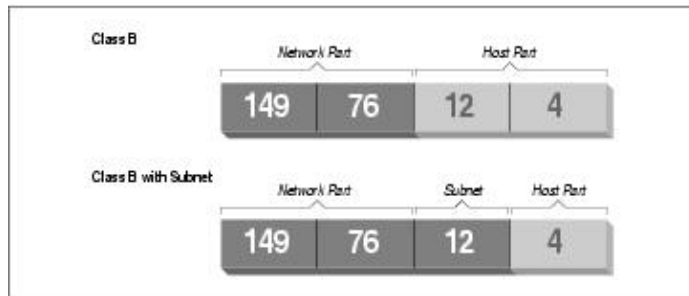 Class B
Network Part Host Part
149 76 12 4
Class B with Subnet
Network Part Subnet Host Part
149 76 12 4